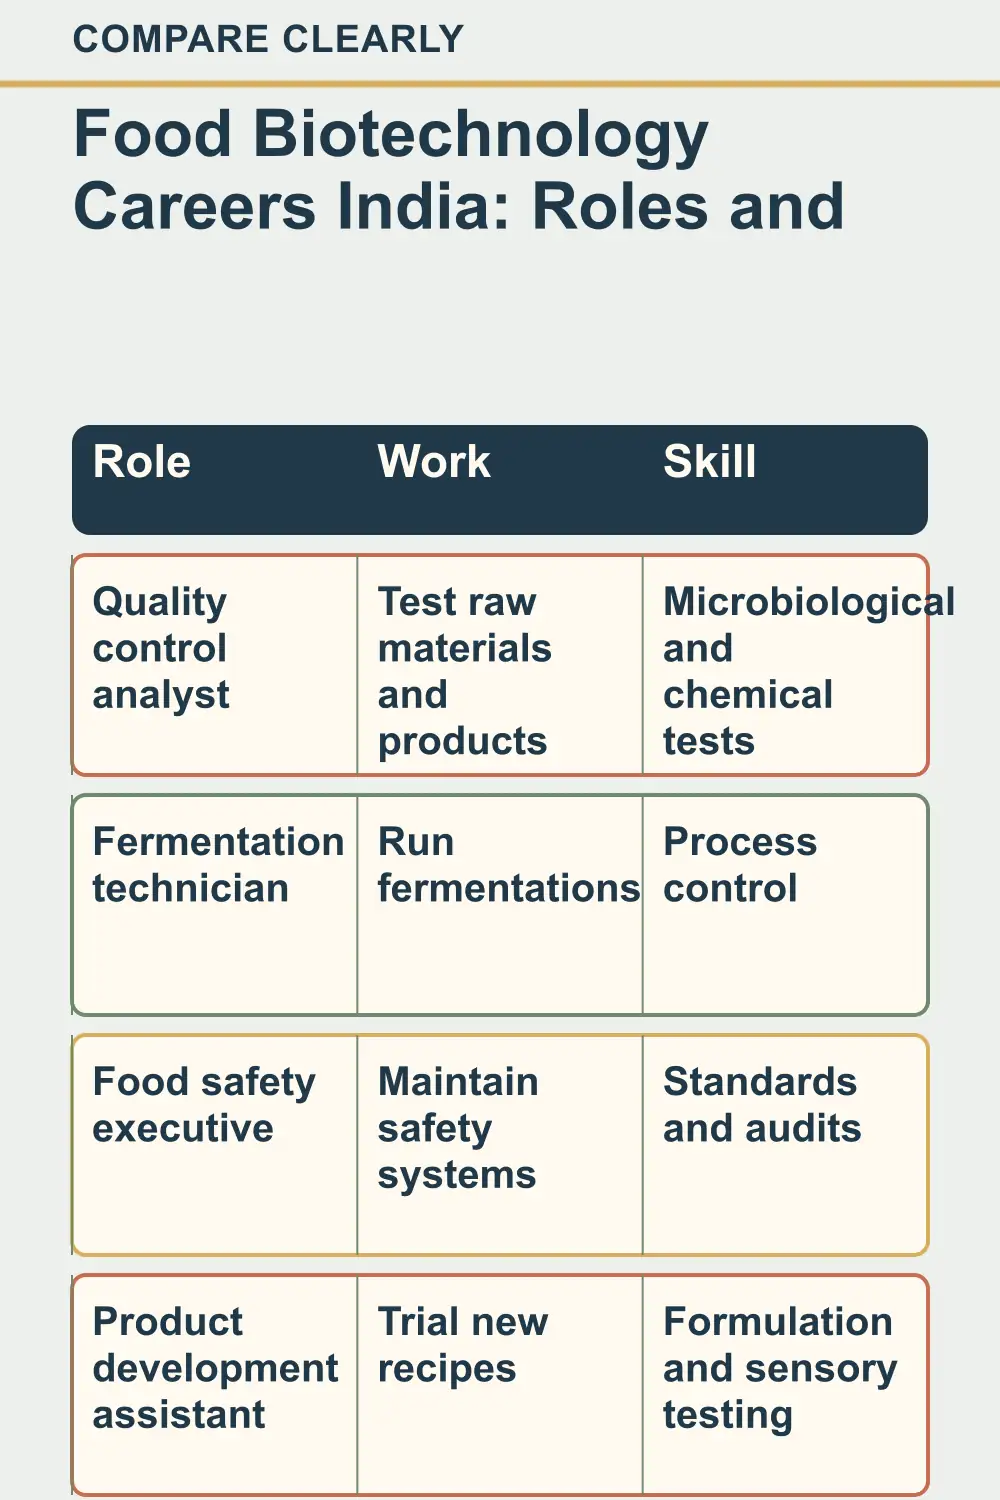 COMPARE CLEARLY
Food Biotechnology
Careers India: Roles and
Role
Work
Skill
Quality
control
analyst
Test raw
materials
and
products
Microbiological
and
chemical
tests
Fermentation
technician
Run
fermentations
Process
control
Food safety
executive
Maintain
safety
systems
Standards
and audits
Product
development
assistant
Trial new
recipes
Formulation
and sensory
testing